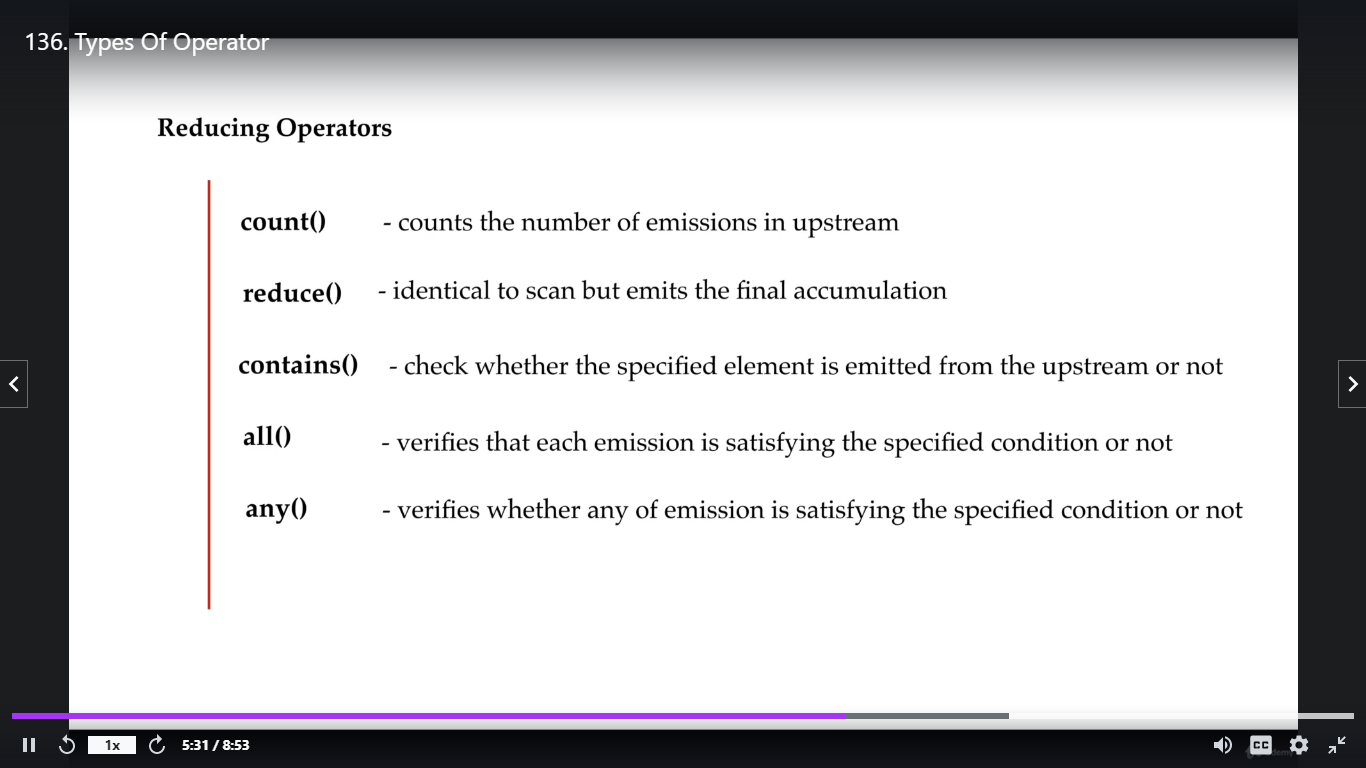 136. Types Of Operator
Reducing Operators
count() - counts the number of emissions in upstream
reduce() - identical to scan but emits the final accumulation
contains() - check whether the specified element is emitted from the upstream or not
all() - verifies that each emission is satisfying the specified condition or not
any() - verifies whether any of emission is satisfying the specified condition or not
1x 5:31 / 8:53 CC